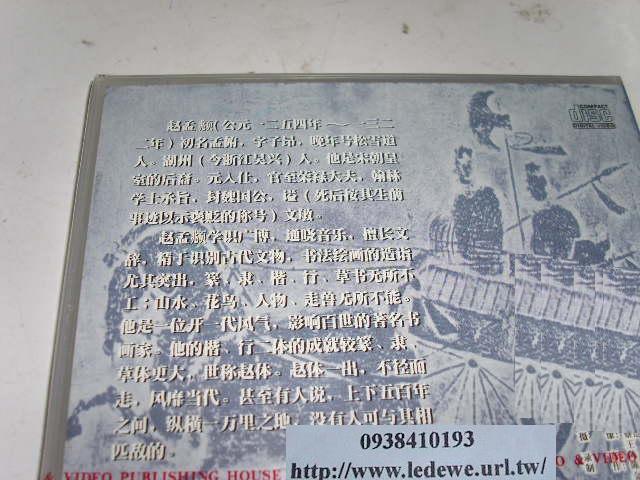 赵孟頫(公元一二五四年—一三二
二年)初名孟頫，字子昂，晚年号松雪道
人。湖州(今浙江吴兴)人。他是宋朝皇
室的后裔。元入仕，官至荣禄大夫，翰林
学士承旨，封魏国公，谥(死后按其生前
事迹以示褒贬的称号)文敏。
赵孟頫学识广博，通晓音乐，擅长文
辞，精于识别古代文物，书法绘画的造诣
尤其突出，篆、隶、楷、行、草书无所不
工；山水、花鸟、人物、走兽无所不能。
他是一位开一代风气，影响百世的著名书
画家。他的楷、行二体的成就较篆、隶、
草体更大，世称赵体。赵体一出，不轻而
走，风靡当代。甚至有人说，上下五百年
之间，纵横一万里之地，没有人可与其相
匹敌的。
COMPACT
disc
DIGITAL VIDEO
& VIDEO PUBLISHING HOUSE
O & VIDEO
0938410193
http://www.ledewe.url.tw/